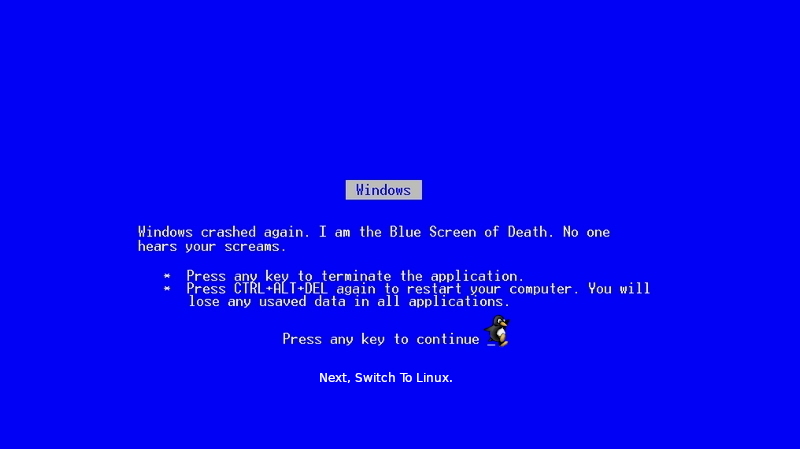 Windows
Windows crashed again. I am the Blue Screen of Death. No one
hears your screams.
* Press any key to terminate the application.
* Press CTRL+ALT+DEL again to restart your computer. You will
lose any usaved data in all applications.
Press any key to continue _
Next, Switch To Linux.